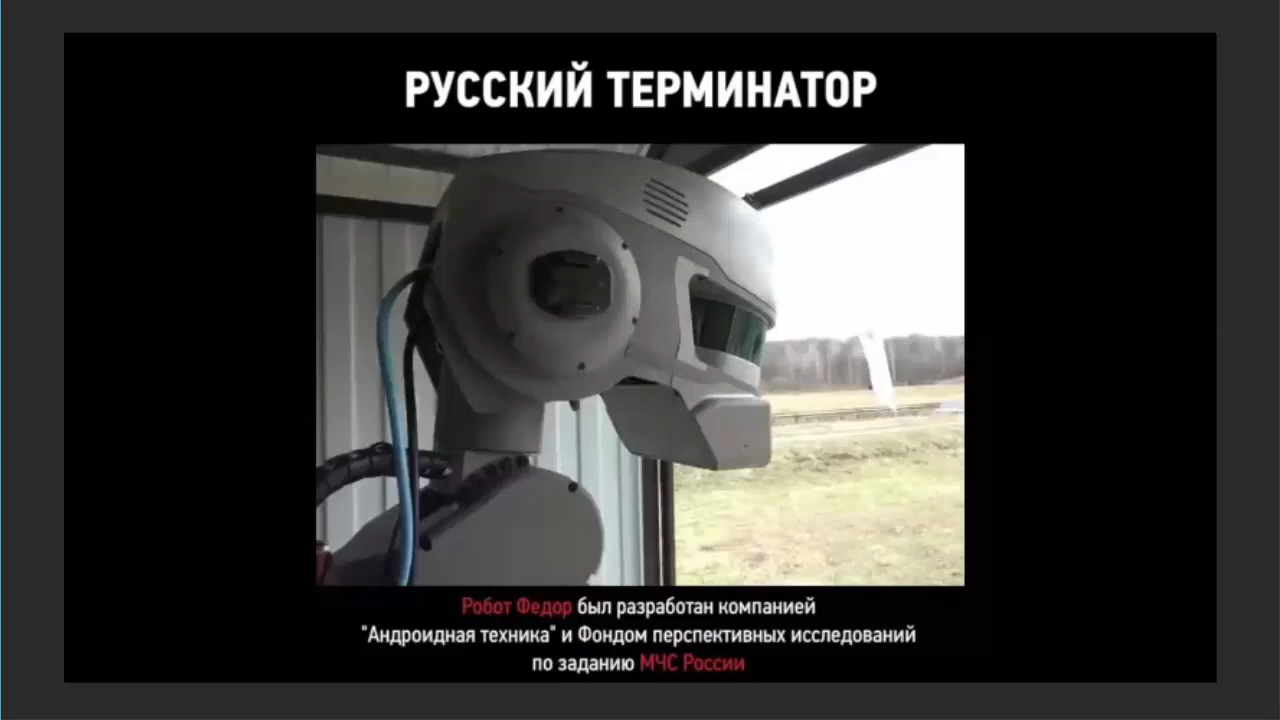 РУССКИЙ ТЕРМИНАТОР
Робот Федор был разработан компанией
"Андроидная техника" и Фондом перспективных исследований
по заданию МЧС России